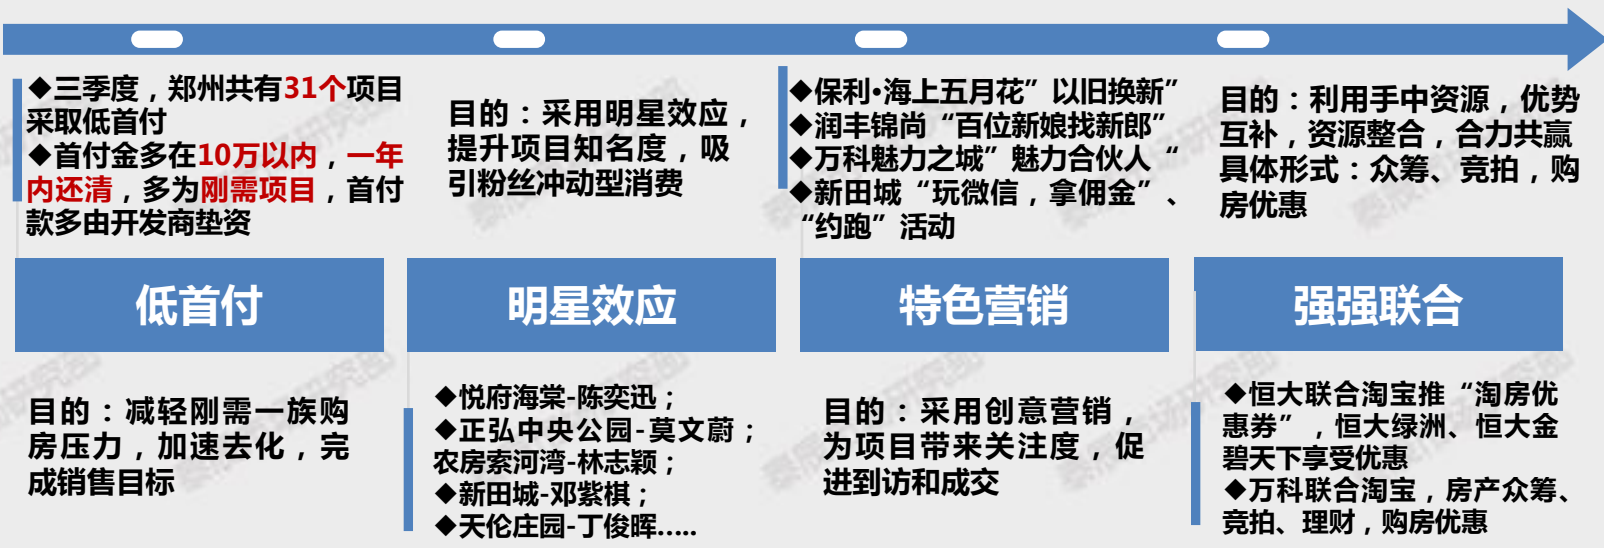 ◆三季度，郑州共有31个项目
采取低首付
◆首付金多在10万以内，一年
内还清，多为刚需项目，首付
款多由开发商垫资
低首付
目的：减轻刚需一族购
房压力，加速去化，完
成销售目标
目的：采用明星效应，
提升项目知名度，吸
引粉丝冲动型消费
明星效应
◆悦府海棠-陈奕迅；
◆正弘中央公园-莫文蔚；
农房索河湾-林志颖；
◆新田城-邓紫棋；
◆天伦庄园-丁俊晖.....
◆保利•海上五月花”以旧换新”
◆润丰锦尚“百位新娘找新郎”
◆万科魅力之城”魅力合伙人“
◆新田城“玩微信，拿佣金”、
“约跑”活动
特色营销
目的：采用创意营销，
为项目带来关注度，促
进到访和成交
目的：利用手中资源，优势
互补，资源整合，合力共赢
具体形式：众筹、竞拍，购
房优惠
强强联合
◆恒大联合淘宝推“淘房优
惠券”，恒大绿洲、恒大金
碧天下享受优惠
◆万科联合淘宝，房产众筹、
竞拍、理财，购房优惠